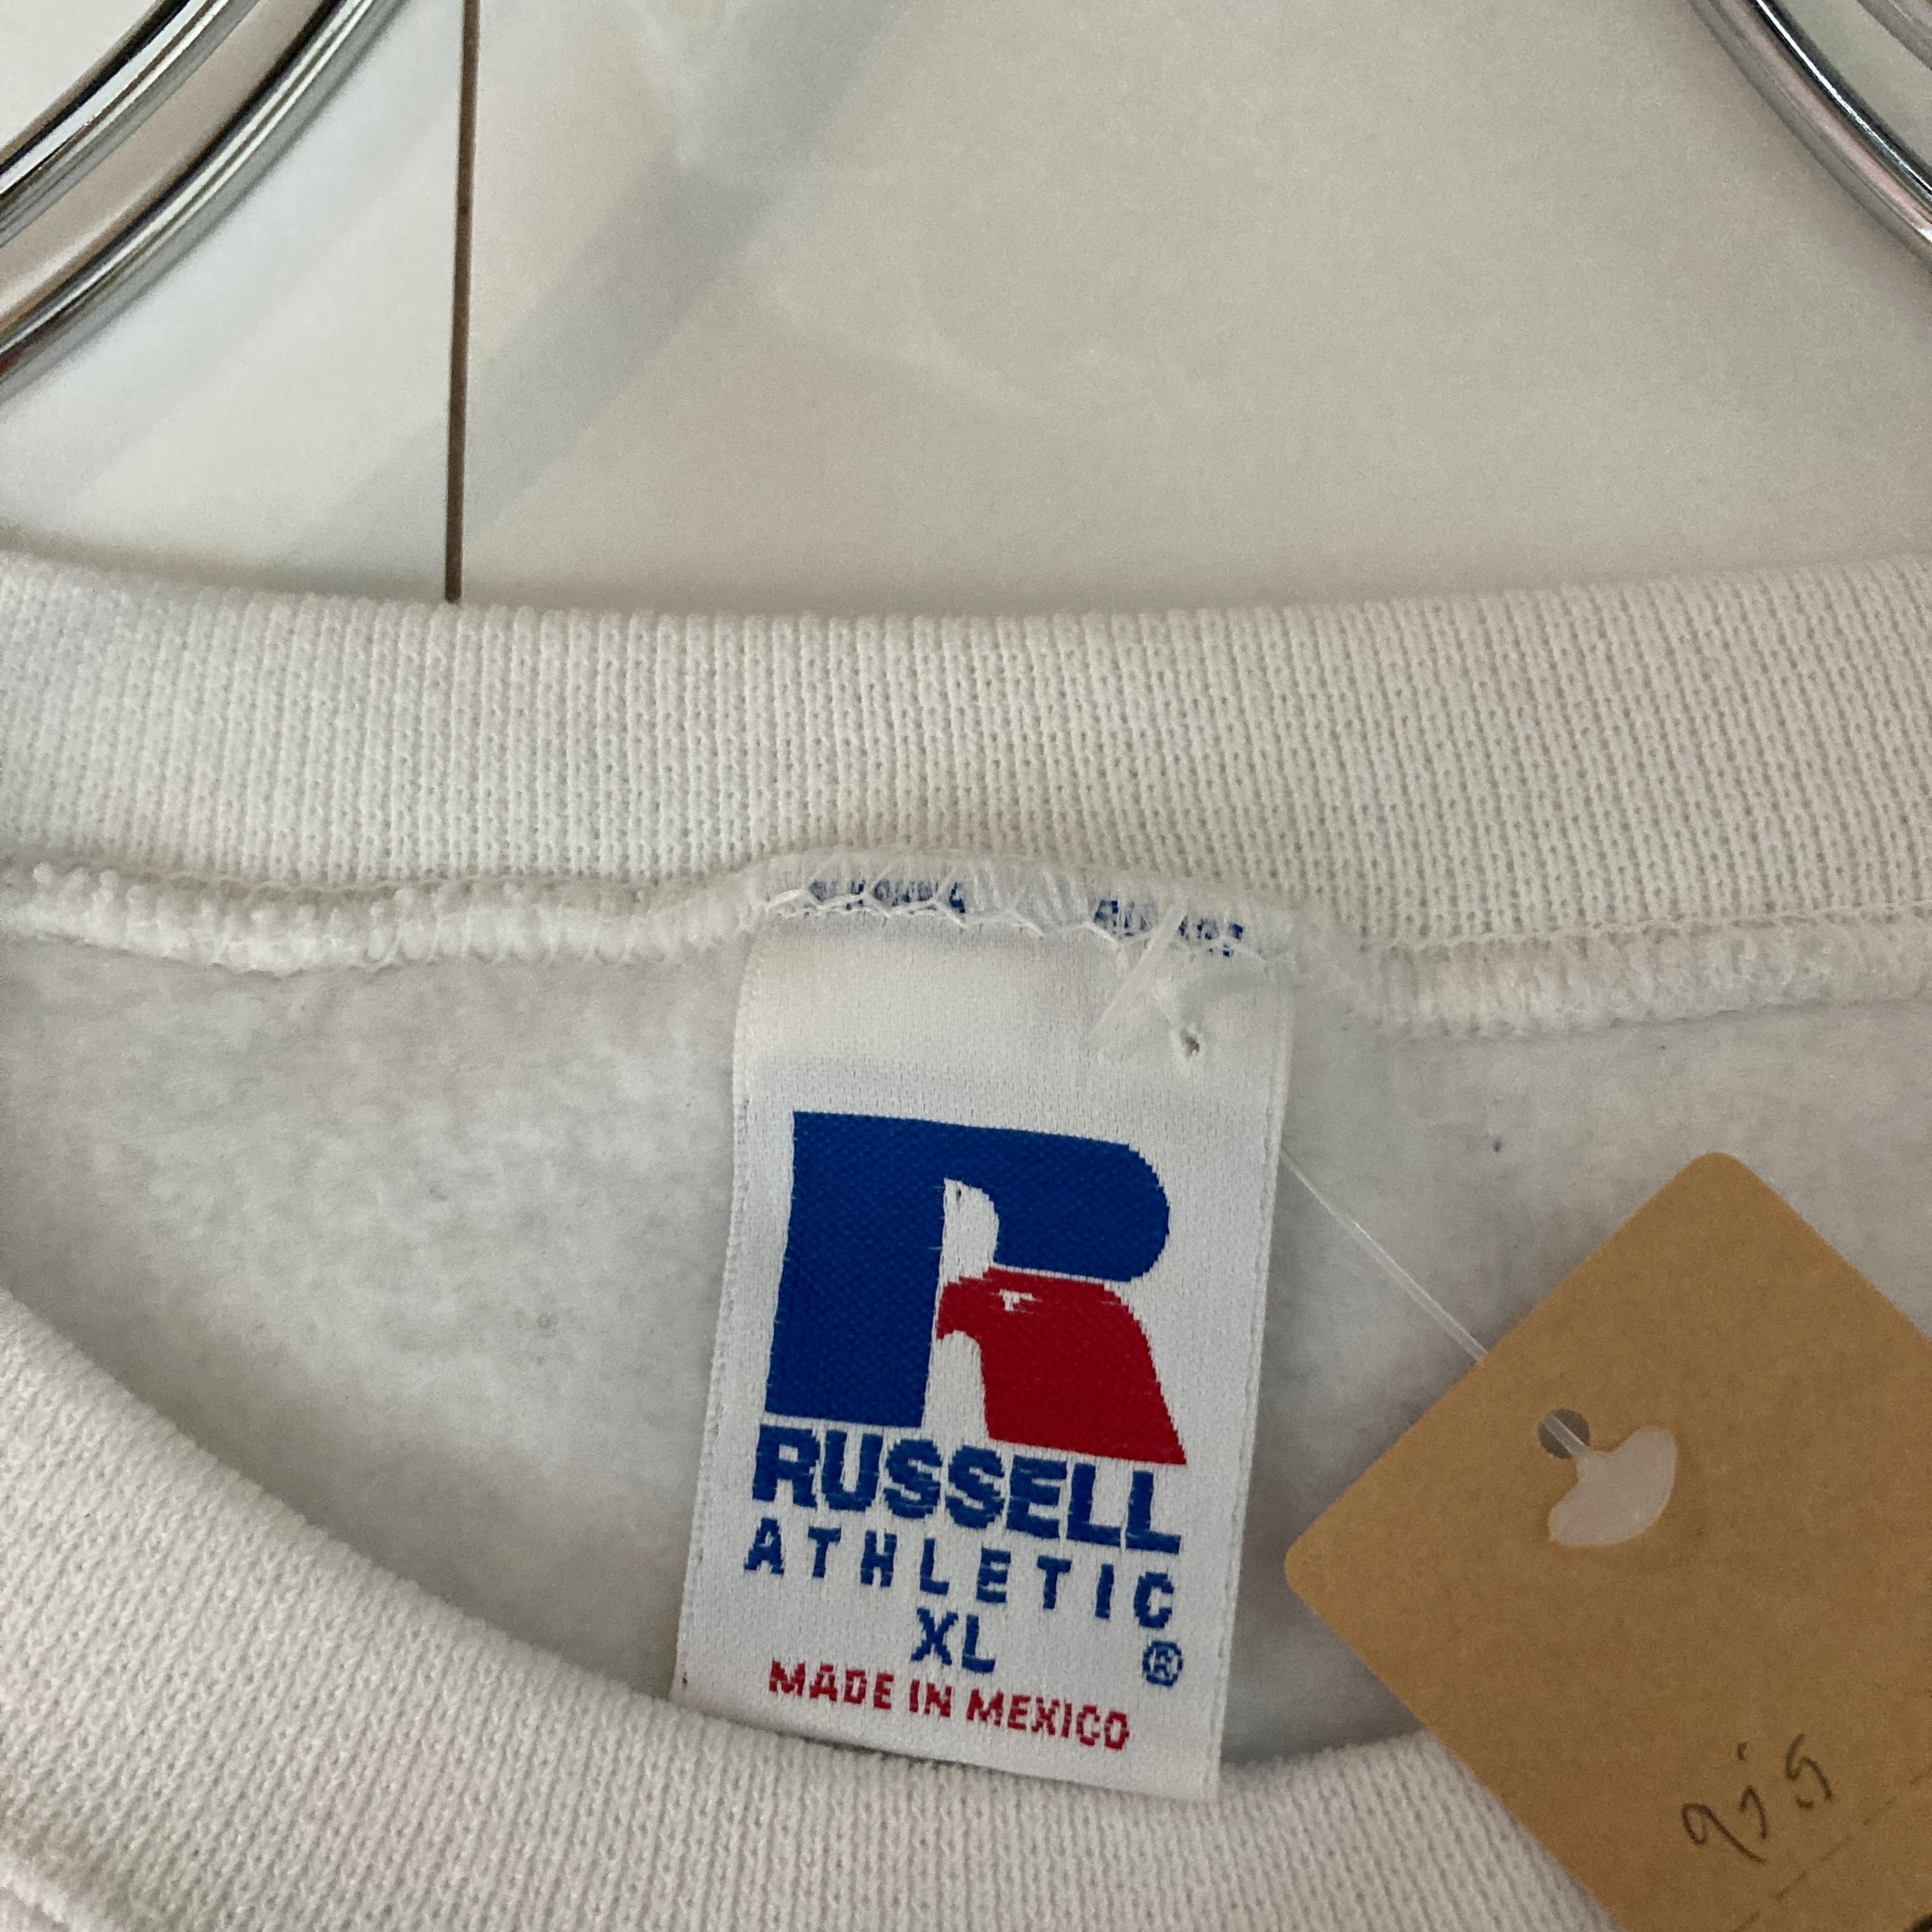 RUSSELL
ATHLETIC
XL
®
MADE IN MEXICO